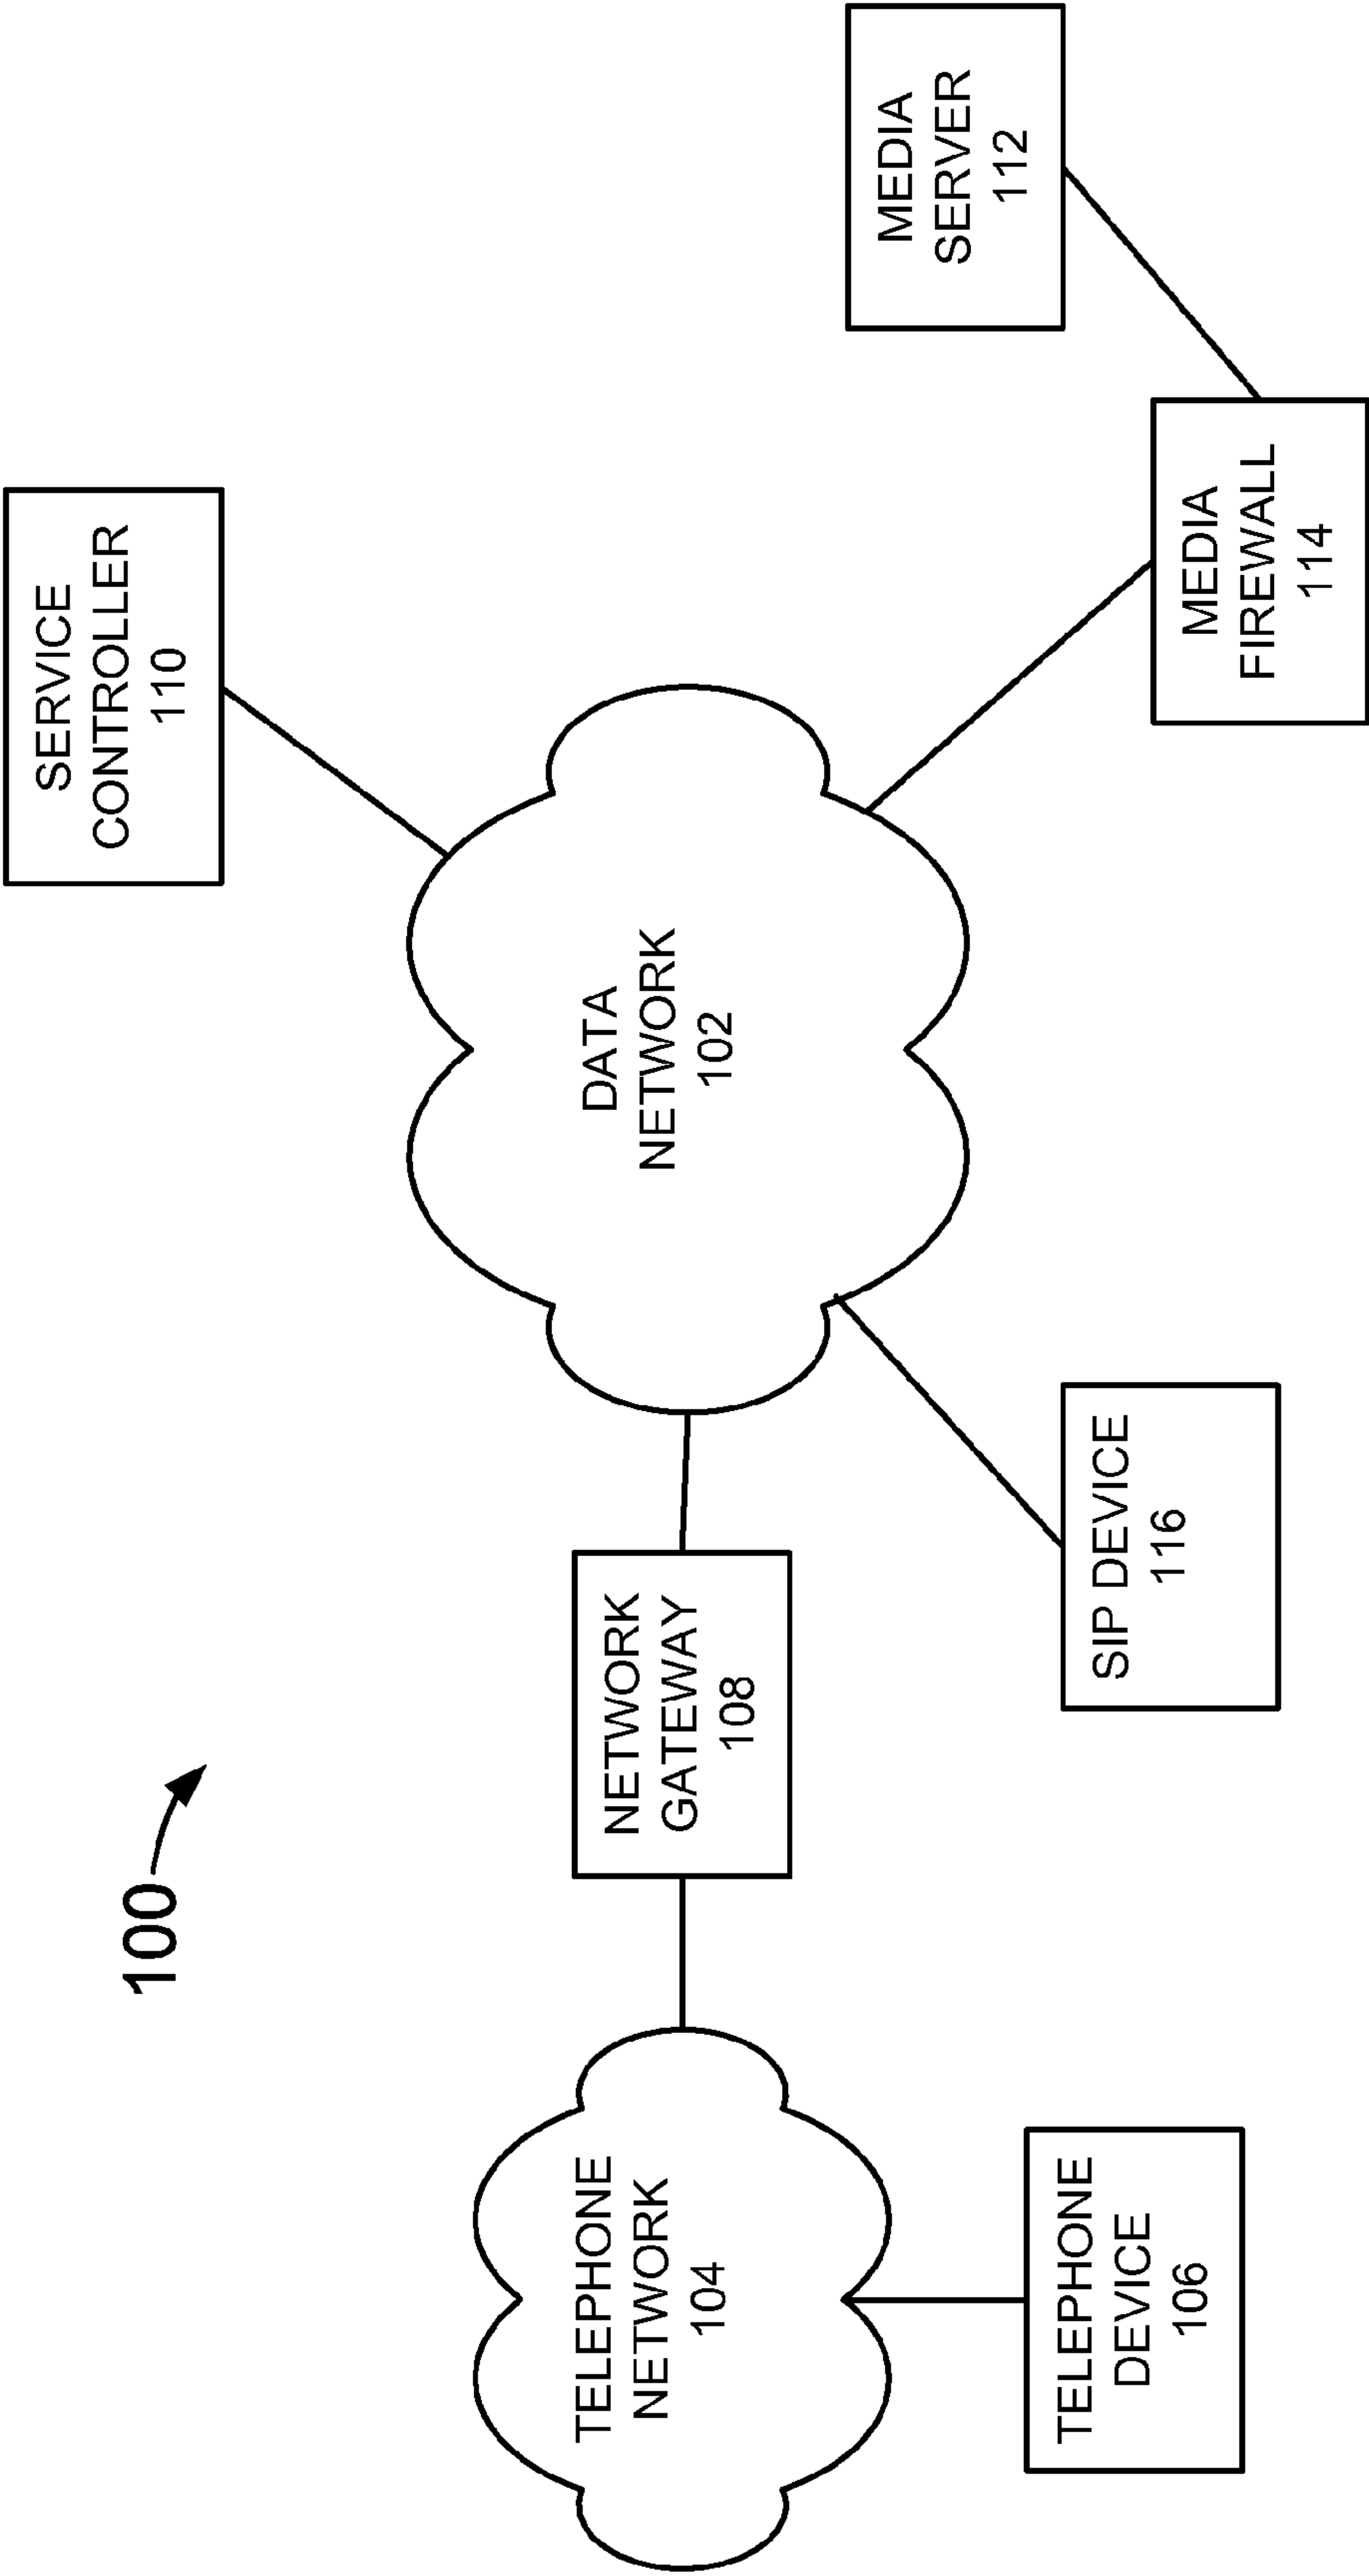 100
SERVICE
CONTROLLER
110
TELEPHONE
NETWORK
104
NETWORK
GATEWAY
108
DATA
NETWORK
102
MEDIA
SERVER
112
TELEPHONE
DEVICE
106
SIP DEVICE
116
MEDIA
FIREWALL
114